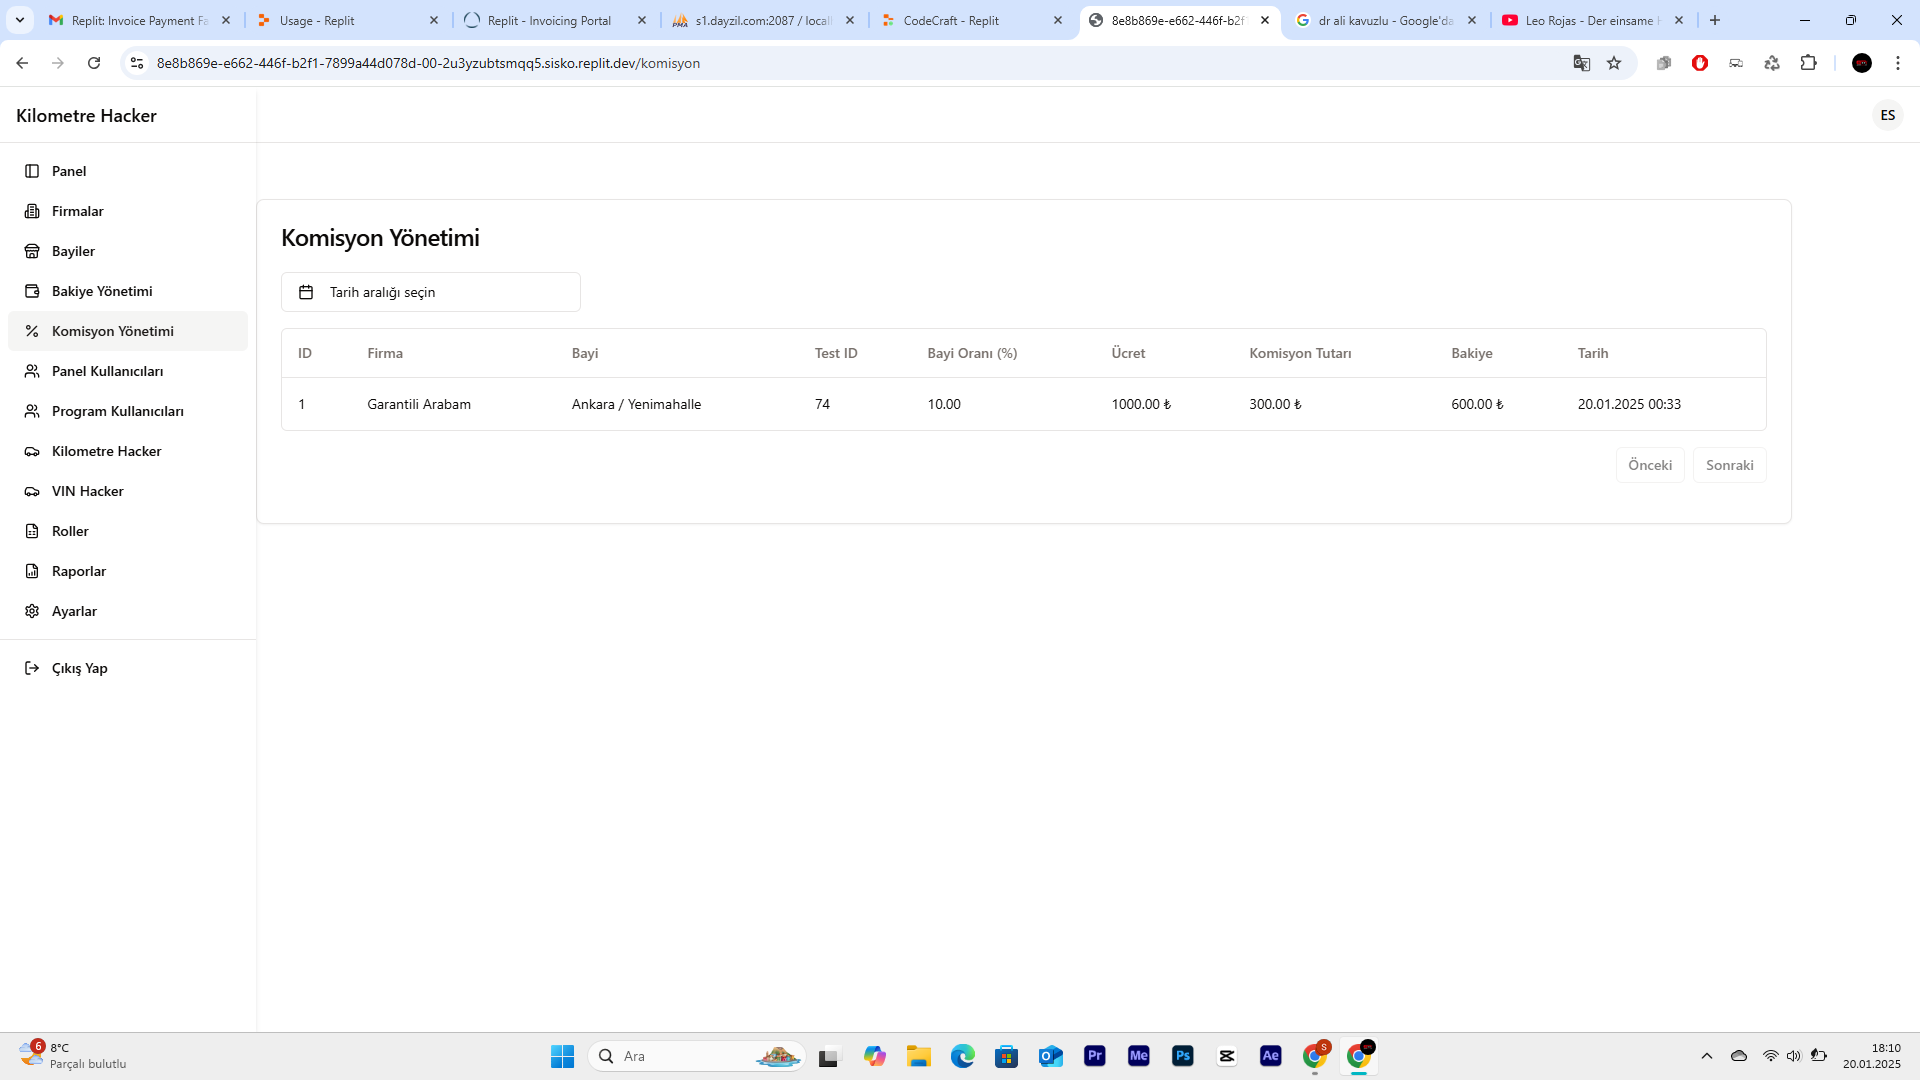 Replit: Invoice Payment Fa
Usage - Replit
Replit - Invoicing Portal
s1.dayzil.com:2087 / local
CodeCraft - Replit
8e8b869e-e662-446f-b2f
dr ali kavuzlu - Google'da
Leo Rojas - Der einsame
8e8b869e-e662-446f-b2f1-7899a44d078d-00-2u3yzubtsmqq5.sisko.replit.dev/komisyon
Kilometre Hacker
ES
Panel
Firmalar
Bayiler
Bakiye Yönetimi
Komisyon Yönetimi
Panel Kullanıcıları
Program Kullanıcıları
Kilometre Hacker
VIN Hacker
Roller
Raporlar
Ayarlar
Çıkış Yap
Komisyon Yönetimi
Tarih aralığı seçin
ID Firma Bayi Test ID Bayi Oranı (%) Ücret Komisyon Tutarı Bakiye Tarih
1 Garantili Arabam Ankara / Yenimahalle 74 10.00 1000.00 ₺ 300.00 ₺ 600.00 ₺ 20.01.2025 00:33
Önceki Sonraki
6
8°C
Parçalı bulutlu
Ara
Pr
Me
Ps
Ae
S
18:10
20.01.2025